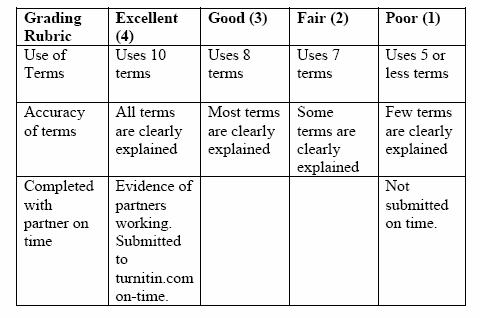 Grading Rubric
Excellent (4)
Good (3)
Fair (2)
Poor (1)
Use of Terms
Uses 10 terms
Uses 8 terms
Uses 7 terms
Uses 5 or less terms
Accuracy of terms
All terms are clearly explained
Most terms are clearly explained
Some terms are clearly explained
Few terms are clearly explained
Completed with partner on time
Evidence of partners working. Submitted to turnitin.com on-time.
Not submitted on time.